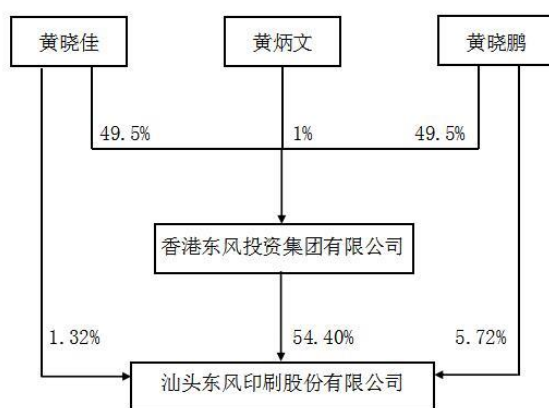 黄晓佳 黄炳文 黄晓鹏
49.5% 1% 49.5%
香港东风投资集团有限公司
1.32% 54.40% 5.72%
汕头东风印刷股份有限公司